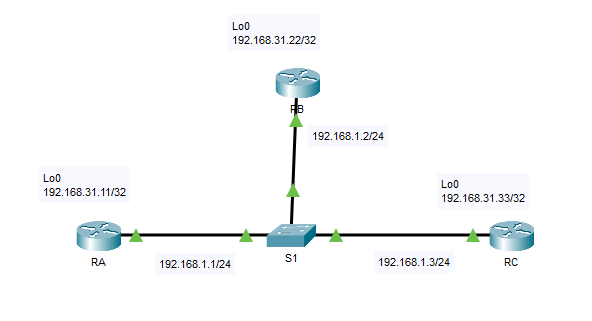 Lo0
192.168.31.22/32
RB
192.168.1.2/24
Lo0
192.168.31.11/32
Lo0
192.168.31.33/32
RA
192.168.1.1/24
S1
192.168.1.3/24
RC